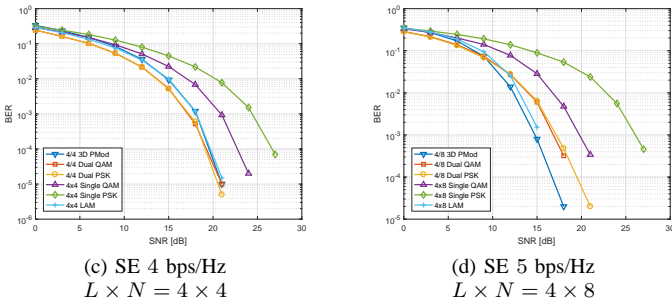 10^0
10^-1
10^-2
10^-3
10^-4
10^-5
10^-6
BER
4/4 3D PMod
4/4 Dual QAM
4/4 Dual PSK
4x4 Single QAM
4x4 Single PSK
4x4 LAM
0 5 10 15 20 25 30
SNR [dB]
(c) SE 4 bps/Hz
L × N = 4 × 4
10^0
10^-1
10^-2
10^-3
10^-4
10^-5
BER
4/8 3D PMod
4/8 Dual QAM
4/8 Dual PSK
4x8 Single QAM
4x8 Single PSK
4x8 LAM
0 5 10 15 20 25 30
SNR [dB]
(d) SE 5 bps/Hz
L × N = 4 × 8